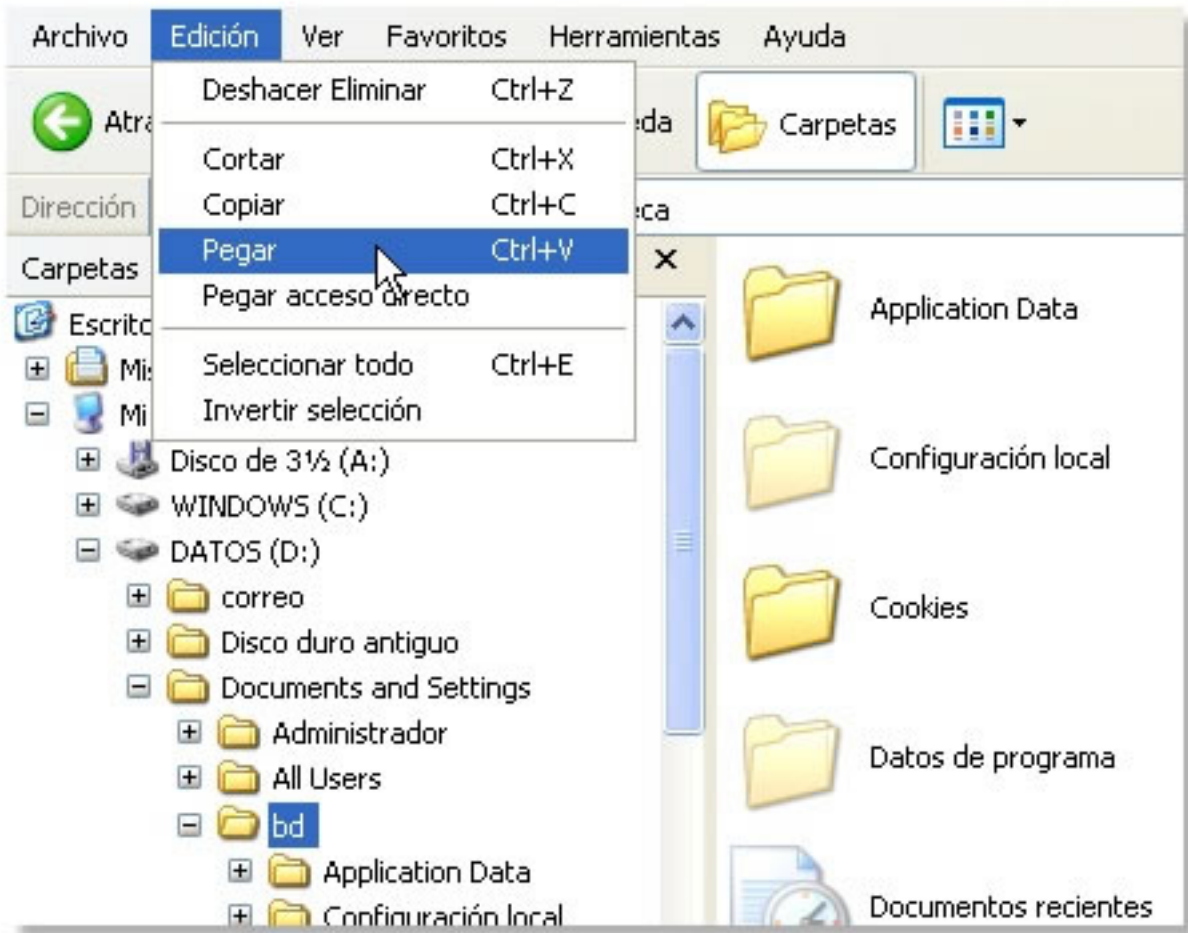 Archivo Edición Ver Favoritos Herramientas Ayuda
Deshacer Eliminar Ctrl+Z
Carpetas
Cortar Ctrl+X
Dirección
Copiar Ctrl+C
Pegar Ctrl+V
Carpetas
Pegar acceso directo
Seleccionar todo Ctrl+E
Mi
Invertir selección
Disco de 3½ (A:)
WINDOWS (C:)
DATOS (D:)
correo
Disco duro antiguo
Documents and Settings
Administrador
All Users
bd
Application Data
Configuración local
Application Data
Configuración local
Cookies
Datos de programa
Documentos recientes